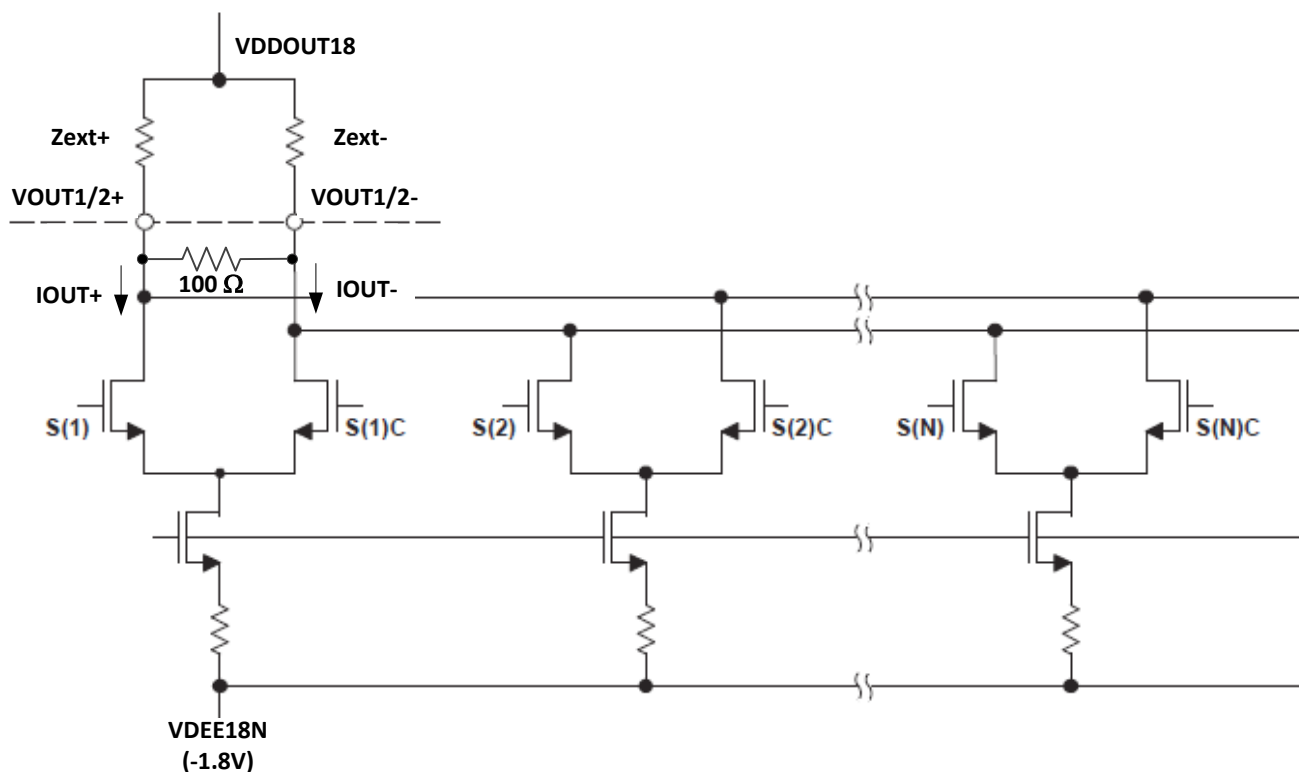 VDDOUT18
Zext+
Zext-
VOUT1/2+
VOUT1/2-
100 Ω
IOUT+
IOUT-
S(1)
S(1)C
S(2)
S(2)C
S(N)
S(N)C
VDEE18N
(-1.8V)